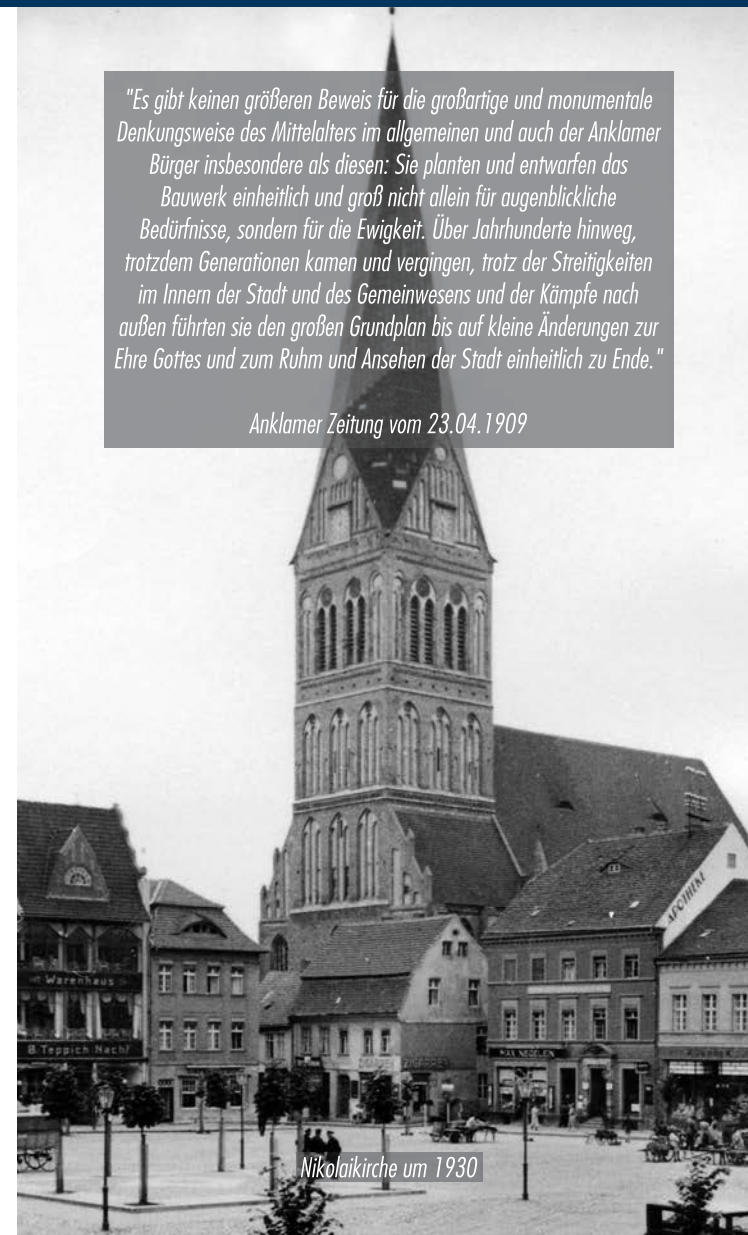 "Es gibt keinen größeren Beweis für die großartige und monumentale
Denkungsweise des Mittelalters im allgemeinen und auch der Anklamer
Bürger insbesondere als diesen: Sie planten und entwarfen das
Bauwerk einheitlich und groß nicht allein für augenblickliche
Bedürfnisse, sondern für die Ewigkeit. Über Jahrhunderte hinweg,
trotzdem Generationen kamen und vergingen, trotz der Streitigkeiten
im Innern der Stadt und des Gemeinwesens und der Kämpfe nach
außen führten sie den großen Grundplan bis auf kleine Änderungen zur
Ehre Gottes und zum Ruhm und Ansehen der Stadt einheitlich zu Ende."
Anklamer Zeitung vom 23.04.1909
APOTHEKE
Warenhaus
B. Teppich Nachf
MAX
Nikolaikirche um 1930